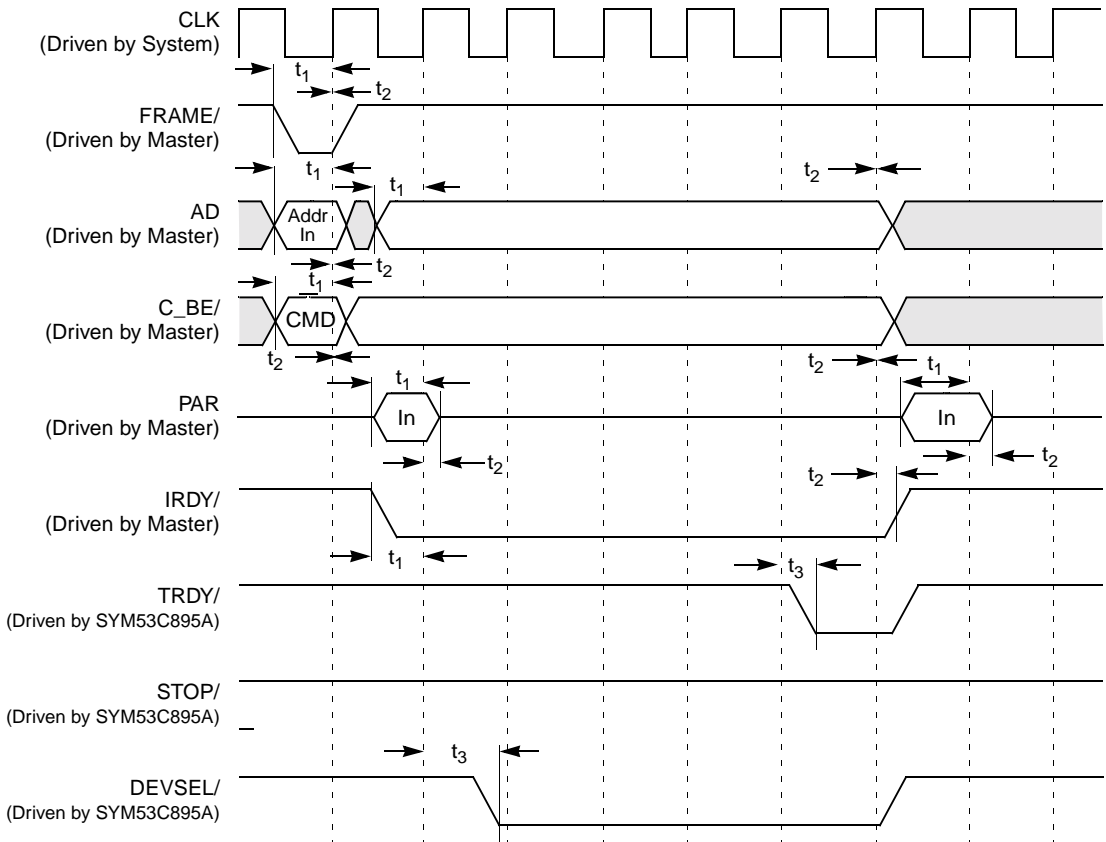 CLK
(Driven by System)
t1
t2
FRAME/
(Driven by Master)
t1
t1
t2
AD
(Driven by Master)
Addr
In
t2
t1
C_BE/
(Driven by Master)
CMD
t2
t2
t1
t1
PAR
(Driven by Master)
In
In
t2
t2
t2
IRDY/
(Driven by Master)
t1
t3
TRDY/
(Driven by SYM53C895A)
STOP/
(Driven by SYM53C895A)
t3
DEVSEL/
(Driven by SYM53C895A)